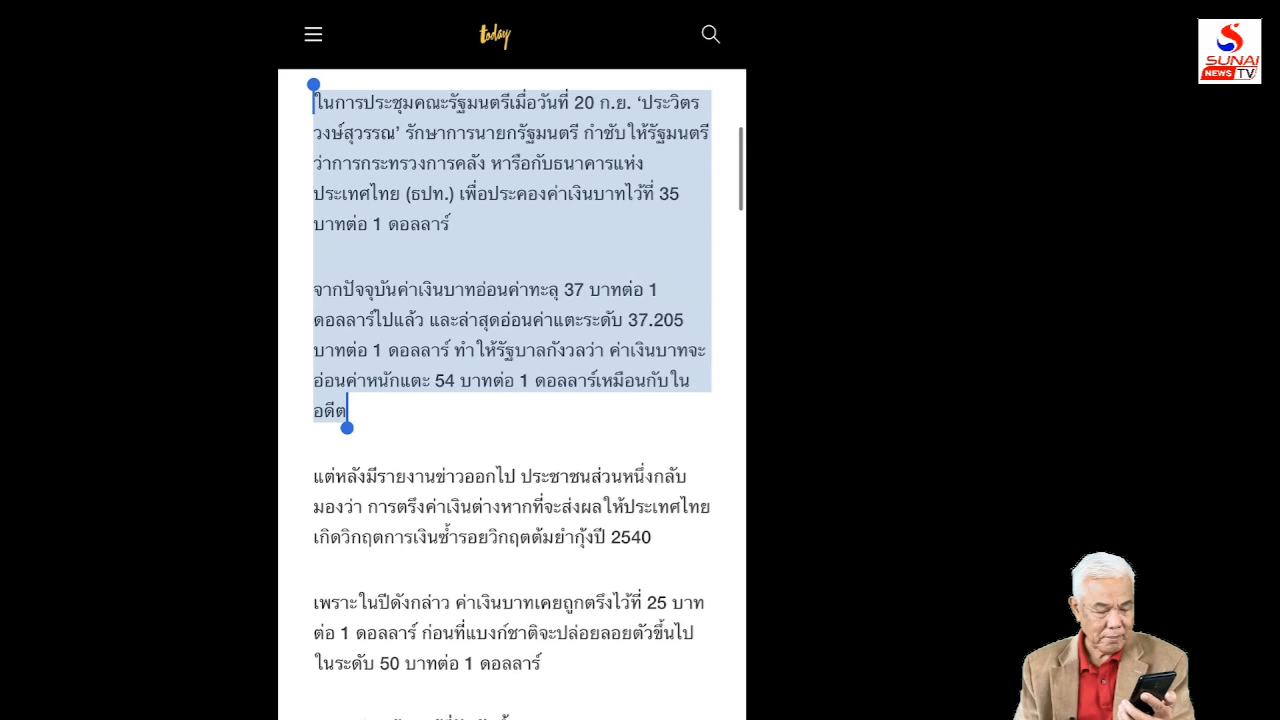 today
SUNAI
NEWS TV
ในการประชุมคณะรัฐมนตรีเมื่อวันที่ 20 ก.ย. ‘ประวิตร
วงษ์สุวรรณ’ รักษาการนายกรัฐมนตรี กำชับให้รัฐมนตรี
ว่าการกระทรวงการคลัง หารือกับธนาคารแห่ง
ประเทศไทย (ธปท.) เพื่อประคองค่าเงินบาทไว้ที่ 35
บาทต่อ 1 ดอลลาร์
จากปัจจุบันค่าเงินบาทอ่อนค่าทะลุ 37 บาทต่อ 1
ดอลลาร์ไปแล้ว และล่าสุดอ่อนค่าแตะระดับ 37.205
บาทต่อ 1 ดอลลาร์ ทำให้รัฐบาลกังวลว่า ค่าเงินบาทจะ
อ่อนค่าหนักแตะ 54 บาทต่อ 1 ดอลลาร์เหมือนกับใน
อดีต
แต่หลังมีรายงานข่าวออกไป ประชาชนส่วนหนึ่งกลับ
มองว่า การตรึงค่าเงินต่างหากที่จะส่งผลให้ประเทศไทย
เกิดวิกฤตการเงินซ้ำรอยวิกฤตต้มยำกุ้งปี 2540
เพราะในปีดังกล่าว ค่าเงินบาทเคยถูกตรึงไว้ที่ 25 บาท
ต่อ 1 ดอลลาร์ ก่อนที่แบงก์ชาติจะปล่อยลอยตัวขึ้นไป
ในระดับ 50 บาทต่อ 1 ดอลลาร์